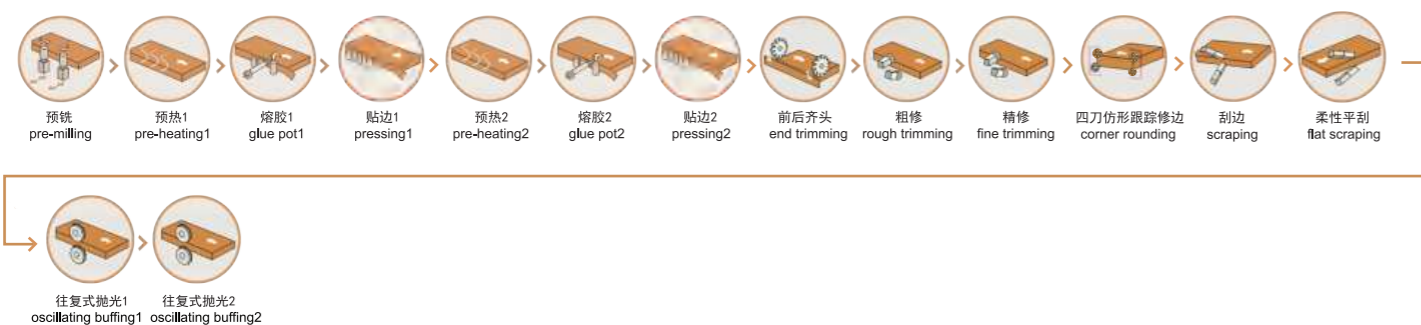 预铣
pre-milling
预热1
pre-heating1
熔胶1
glue pot1
贴边1
pressing1
预热2
pre-heating2
熔胶2
glue pot2
贴边2
pressing2
前后齐头
end trimming
粗修
rough trimming
精修
fine trimming
四刀仿形跟踪修边
corner rounding
刮边
scraping
柔性平刮
flat scraping
往复式抛光1
oscillating buffing1
往复式抛光2
oscillating buffing2